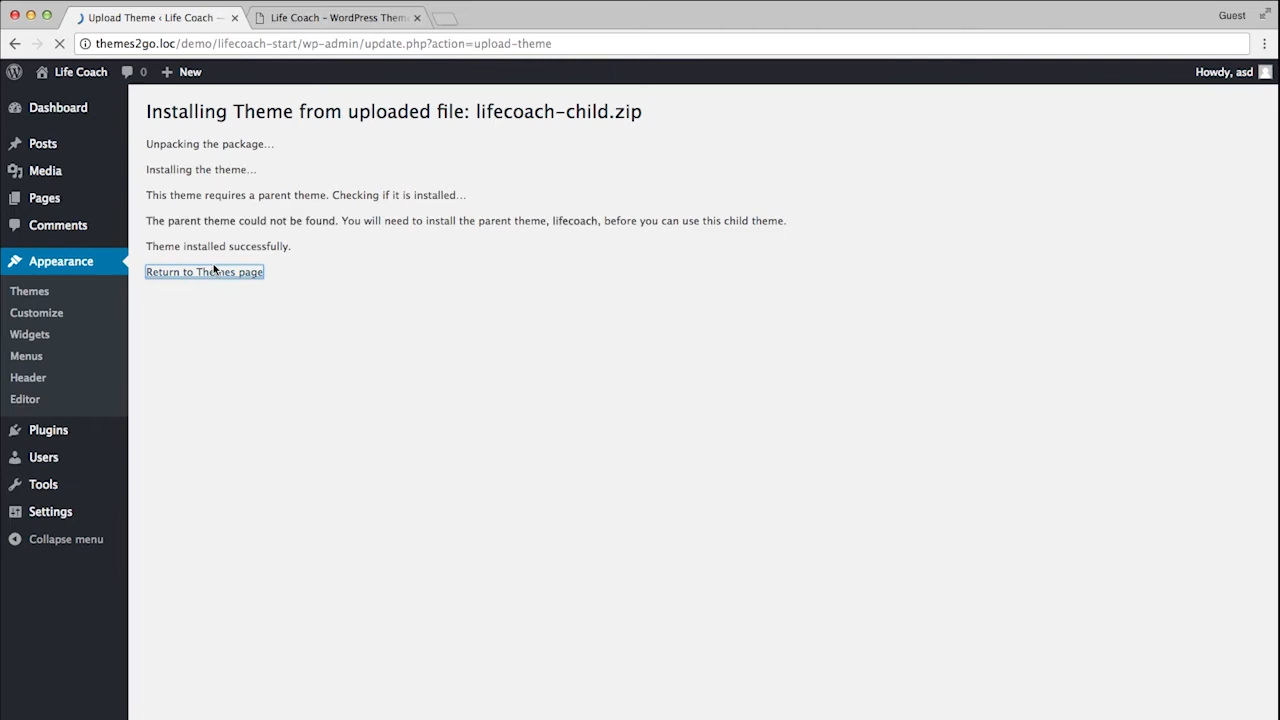 Upload Theme ‹ Life Coach —
Life Coach – WordPress Them
Guest
themes2go.loc/demo/lifecoach-start/wp-admin/update.php?action=upload-theme
Life Coach
0
New
Howdy, asd
Dashboard
Posts
Media
Pages
Comments
Appearance
Themes
Customize
Widgets
Menus
Header
Editor
Plugins
Users
Tools
Settings
Collapse menu
Installing Theme from uploaded file: lifecoach-child.zip
Unpacking the package…
Installing the theme…
This theme requires a parent theme. Checking if it is installed…
The parent theme could not be found. You will need to install the parent theme, lifecoach, before you can use this child theme.
Theme installed successfully.
Return to Themes page